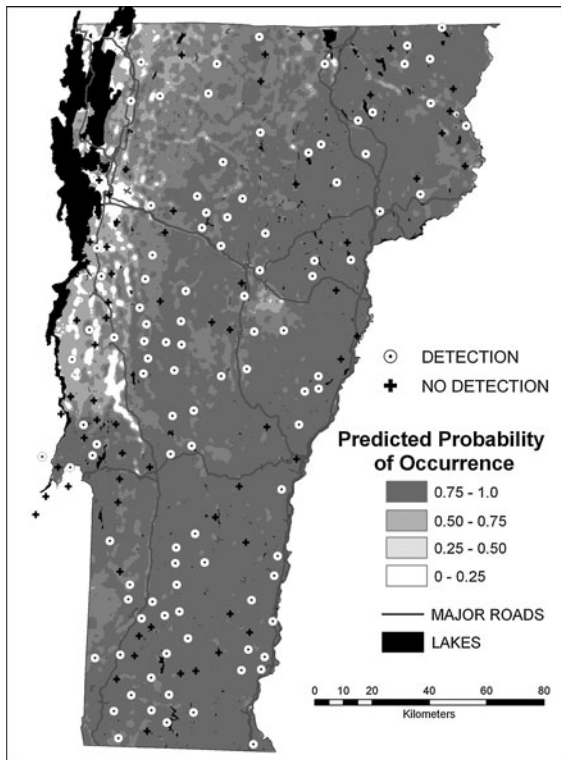 DETECTION
NO DETECTION
Predicted Probability
of Occurrence
0.75 - 1.0
0.50 - 0.75
0.25 - 0.50
0 - 0.25
MAJOR ROADS
LAKES
0 10 20 40 60 80
Kilometers